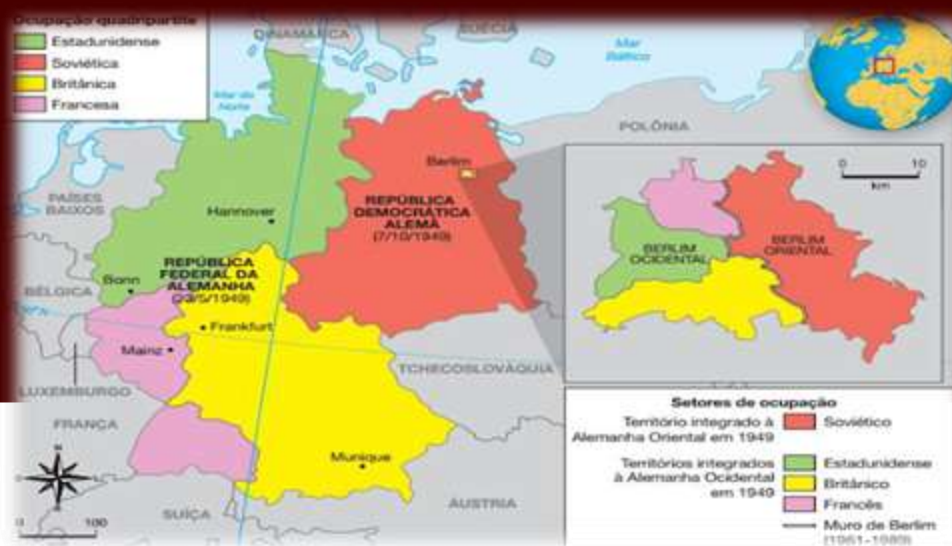 Ocupação quadripartite
Estadunidense
Soviética
Britânica
Francesa
DINAMARCA
SUÉCIA
Mar
Báltico
Mar do
Norte
POLÔNIA
PAÍSES
BAIXOS
Hannover
Berlim
REPÚBLICA
DEMOCRÁTICA
ALEMÃ
(7/10/1949)
REPÚBLICA
FEDERAL DA
ALEMANHA
(23/5/1949)
Bonn
BÉLGICA
Frankfurt
Mainz
LUXEMBURGO
TCHECOSLOVÁQUIA
FRANÇA
Munique
SUÍÇA
ÁUSTRIA
N
0 100
km
0 10
km
BERLIM
OCIDENTAL
BERLIM
ORIENTAL
Setores de ocupação
Território integrado à
Alemanha Oriental em 1949
Soviético
Territórios integrados
à Alemanha Ocidental
em 1949
Estadunidense
Britânico
Francês
Muro de Berlim
(1961-1989)